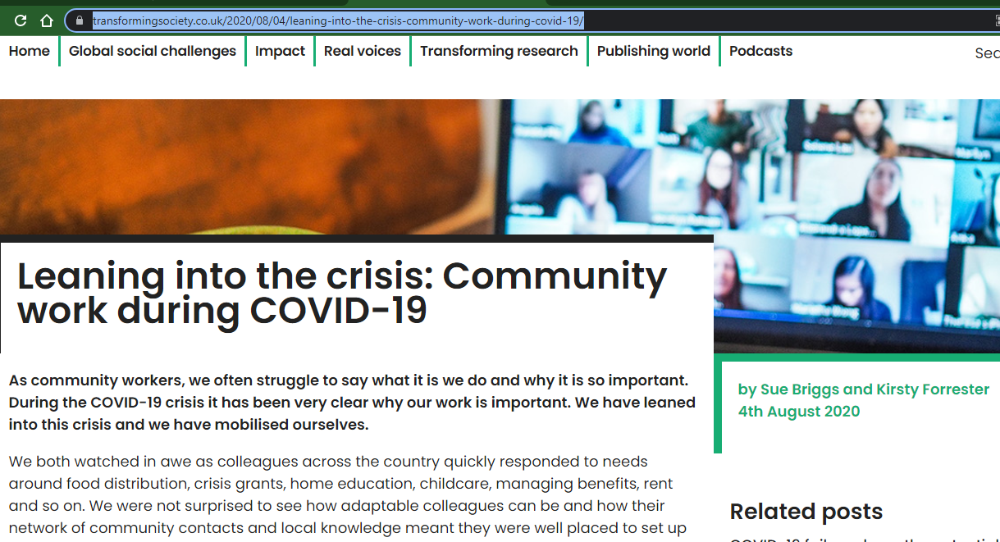 transformingsociety.co.uk/2020/08/04/leaning-into-the-crisis-community-work-during-covid-19/
Home Global social challenges Impact Real voices Transforming research Publishing world Podcasts
Leaning into the crisis: Community
work during COVID-19
As community workers, we often struggle to say what it is we do and why it is so important.
During the COVID-19 crisis it has been very clear why our work is important. We have leaned
into this crisis and we have mobilised ourselves.
We both watched in awe as colleagues across the country quickly responded to needs
around food distribution, crisis grants, home education, childcare, managing benefits, rent
and so on. We were not surprised to see how adaptable colleagues can be and how their
network of community contacts and local knowledge meant they were well placed to set up
by Sue Briggs and Kirsty Forrester
4th August 2020
Related posts